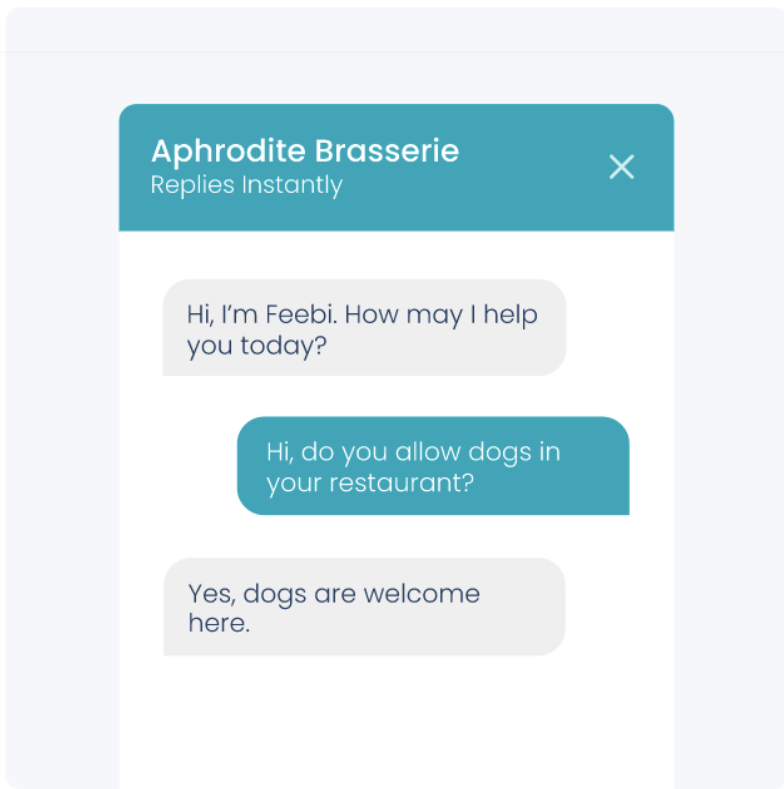 Aphrodite Brasserie
Replies Instantly
Hi, I’m Feebi. How may I help
you today?
Hi, do you allow dogs in
your restaurant?
Yes, dogs are welcome
here.